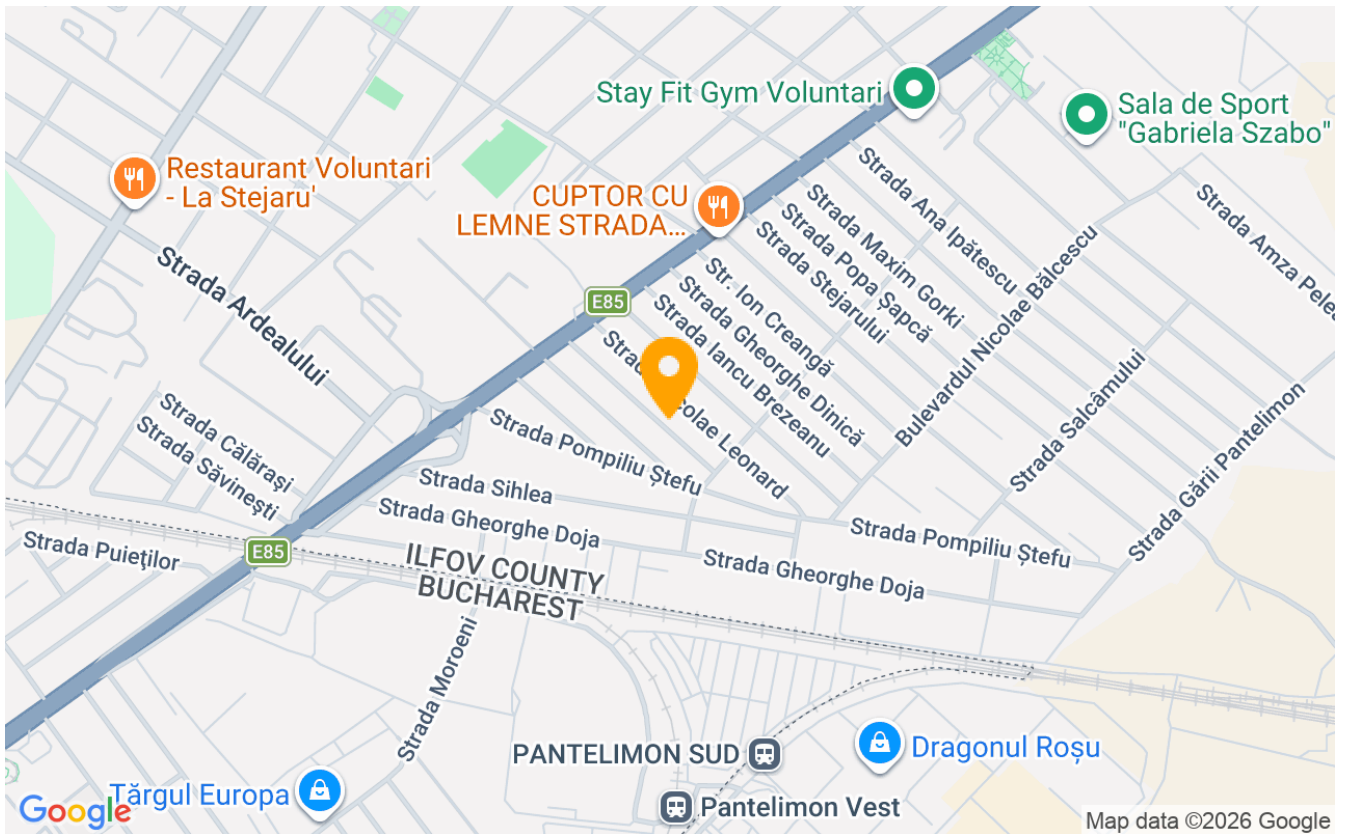 Stay Fit Gym Voluntari
Sala de Sport
"Gabriela Szabo"
Restaurant Voluntari
- La Stejaru'
CUPTOR CU
LEMNE STRADA...
Strada Ana Ipătescu
Strada Maxim Gorki
Strada Popa Șapcă
Strada Stejarului
Strada Amza Pelea
Str. Ion Creangă
Strada Gheorghe Dinică
Strada Iancu Brezeanu
Bulevardul Nicolae Bălcescu
E85
Strada Ardealului
Strada Nicolae Leonard
Strada Salcâmului
Strada Gării Pantelimon
Strada Călărași
Strada Săvinești
Strada Pompiliu Ștefu
Strada Sihlea
Strada Gheorghe Doja
Strada Pompiliu Ștefu
Strada Gheorghe Doja
E85
Strada Puieților
ILFOV COUNTY
BUCHAREST
Strada Moroeni
PANTELIMON SUD
Dragonul Roșu
Târgul Europa
Pantelimon Vest
Google
Map data ©2026 Google